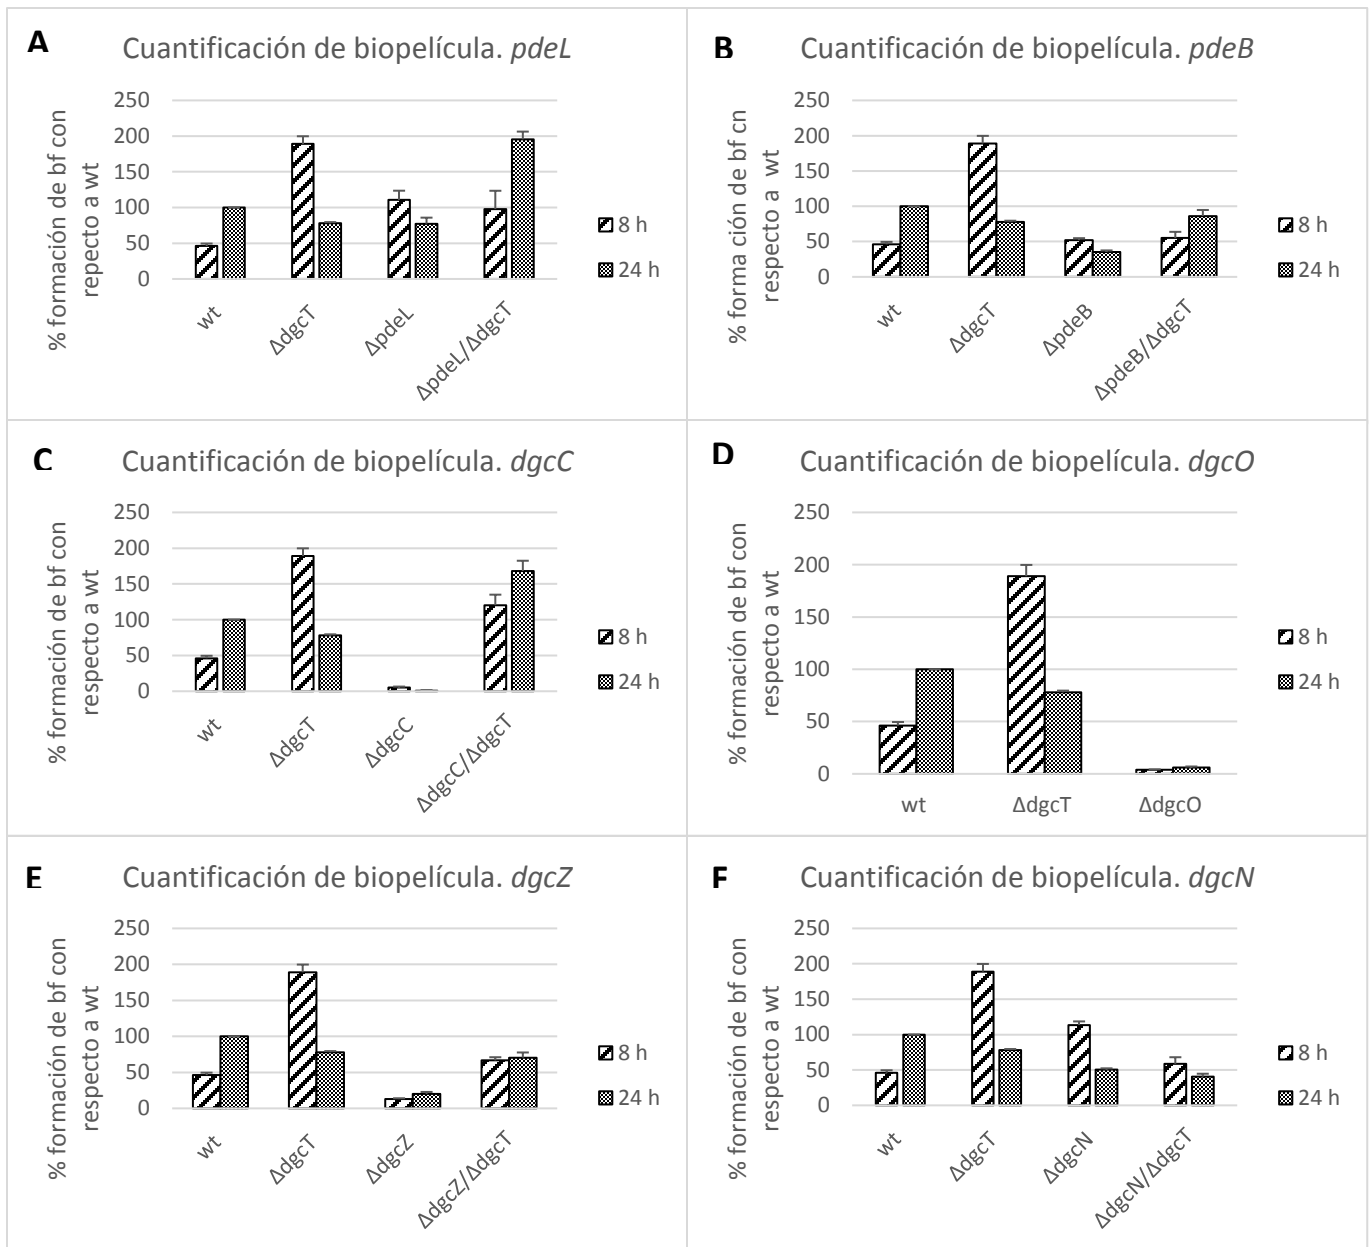 A
Cuantificación de biopelícula. pdeL
% formación de bf con
repecto a wt
250
200
150
100
50
0
wt
ΔdgcT
ΔpdeL
ΔpdeL/ΔdgcT
8 h
24 h
B
Cuantificación de biopelícula. pdeB
% forma ción de bf cn
respecto a  wt
250
200
150
100
50
0
wt
ΔdgcT
ΔpdeB
ΔpdeB/ΔdgcT
8 h
24 h
C
Cuantificación de biopelícula. dgcC
% formación de bf con
respecto a wt
250
200
150
100
50
0
wt
ΔdgcT
ΔdgcC
ΔdgcC/ΔdgcT
8 h
24 h
D
Cuantificación de biopelícula. dgcO
% formación de bf con
respecto a wt
250
200
150
100
50
0
wt
ΔdgcT
ΔdgcO
8 h
24 h
E
Cuantificación de biopelícula. dgcZ
% formación de bf con
respecto a wt
250
200
150
100
50
0
wt
ΔdgcT
ΔdgcZ
ΔdgcZ/ΔdgcT
8 h
24 h
F
Cuantificación de biopelícula. dgcN
% formación de bf con
respecto a wt
250
200
150
100
50
0
wt
ΔdgcT
ΔdgcN
ΔdgcN/ΔdgcT
8 h
24 h